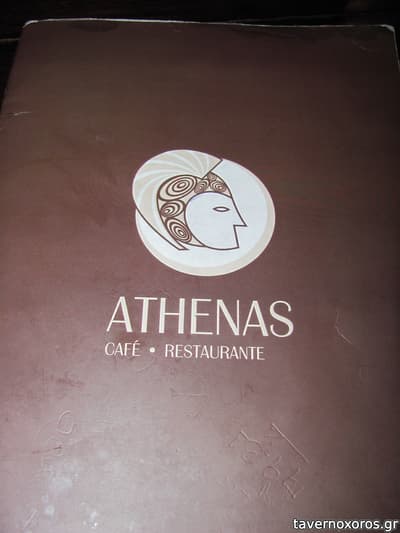 ATHENAS
CAFÉ • RESTAURANTE
tavernoxoros.gr